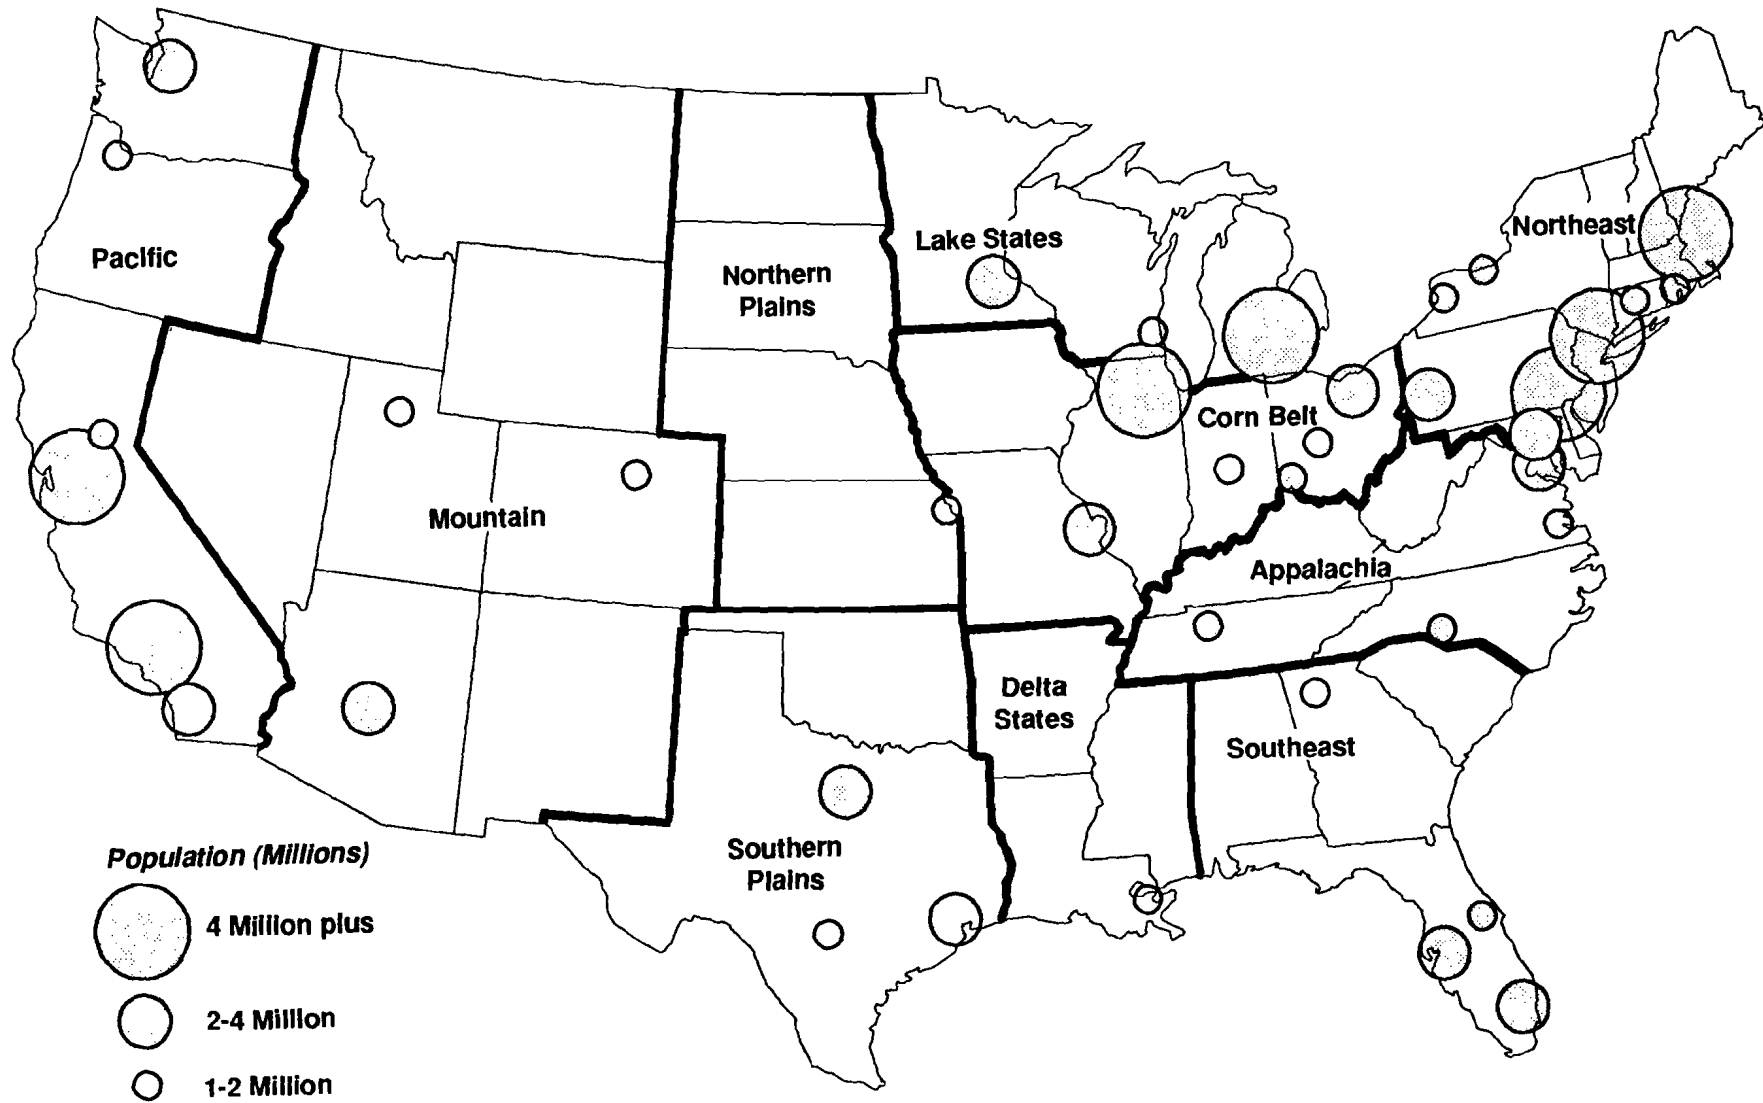 Northeast
Lake States
Pacific
Northern
Plains
Corn Belt
Mountain
Appalachia
Delta
States
Southeast
Southern
Plains
Population (Millions)
4 Million plus
2-4 Million
1-2 Million